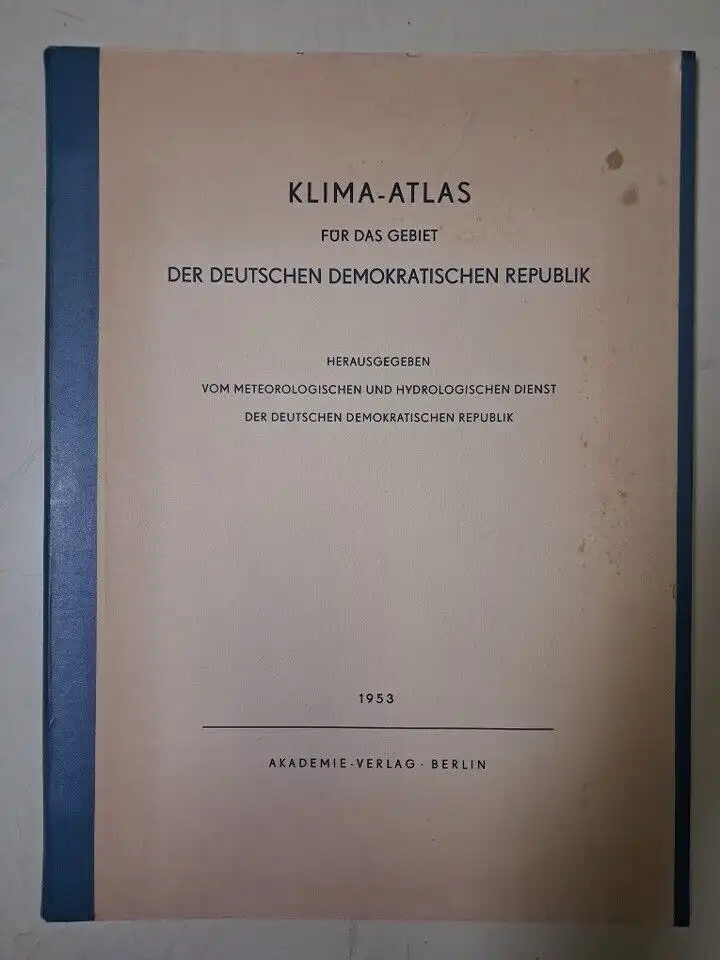 KLIMA-ATLAS
FÜR DAS GEBIET
DER DEUTSCHEN DEMOKRATISCHEN REPUBLIK
HERAUSGEGEBEN
VOM METEOROLOGISCHEN UND HYDROLOGISCHEN DIENST
DER DEUTSCHEN DEMOKRATISCHEN REPUBLIK
1953
AKADEMIE-VERLAG · BERLIN